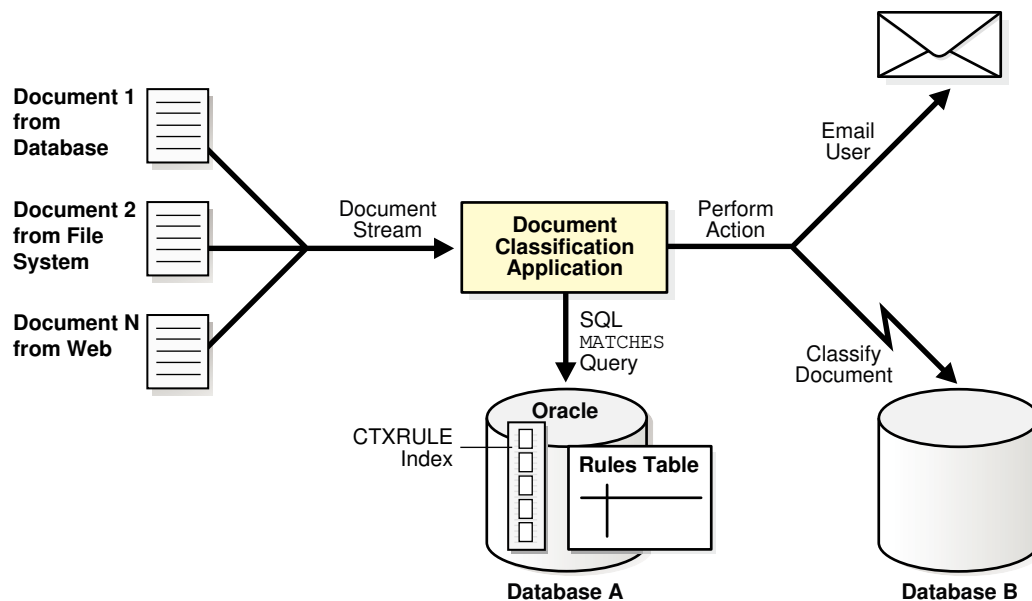 Document 1
from
Database
Document 2
from File
System
Document N
from Web
Document
Stream
Document
Classification
Application
Perform
Action
Email
User
SQL
MATCHES
Query
Classify
Document
Oracle
CTXRULE
Index
Rules Table
Database A
Database B